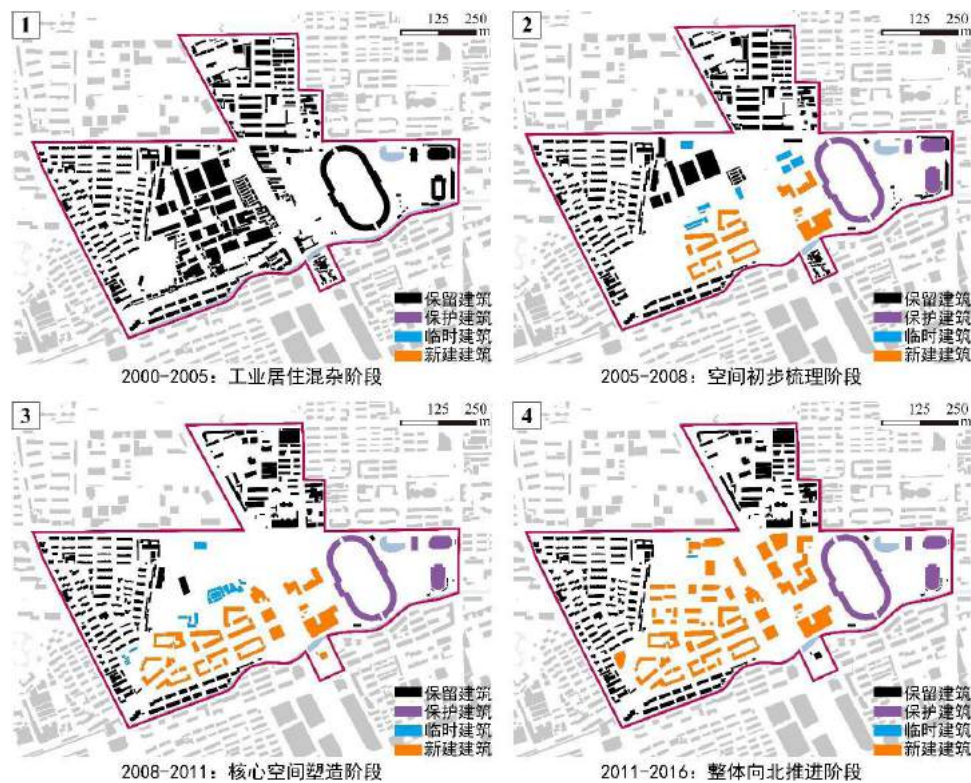 1
125 250
m
保留建筑
保护建筑
临时建筑
新建建筑
2000-2005：工业居住混杂阶段
2
125 250
m
保留建筑
保护建筑
临时建筑
新建建筑
2005-2008：空间初步梳理阶段
3
125 250
m
保留建筑
保护建筑
临时建筑
新建建筑
2008-2011：核心空间塑造阶段
4
125 250
m
保留建筑
保护建筑
临时建筑
新建建筑
2011-2016：整体向北推进阶段